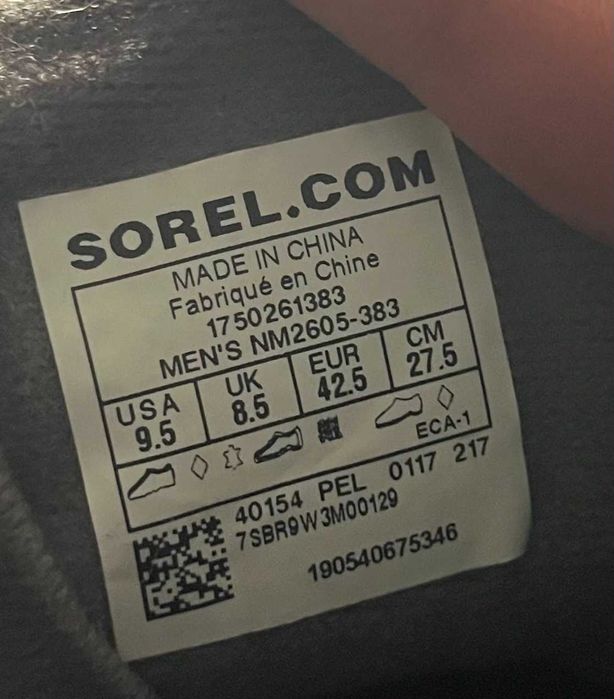 SOREL.COM
MADE IN CHINA
Fabriqué en Chine
1750261383
MEN'S NM2605-383
USA UK EUR CM
9.5 8.5 42.5 27.5
ECA-1
40154 PEL 0117 217
7SBR9W3M00129
190540675346